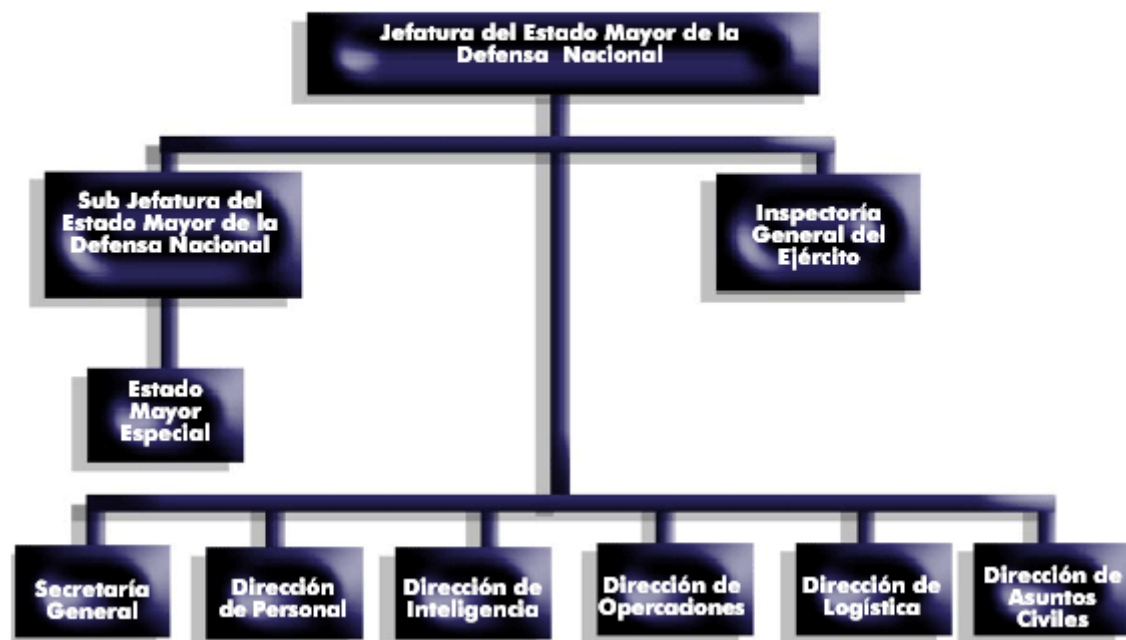 Jefatura del Estado Mayor de la
Defensa Nacional
Sub Jefatura del
Estado Mayor de la
Defensa Nacional
Inspectoría
General del
Ejército
Estado
Mayor
Especial
Secretaría
General
Dirección
de Personal
Dirección de
Inteligencia
Dirección de
Opercaciones
Dirección de
Logística
Dirección de
Asuntos
Civiles